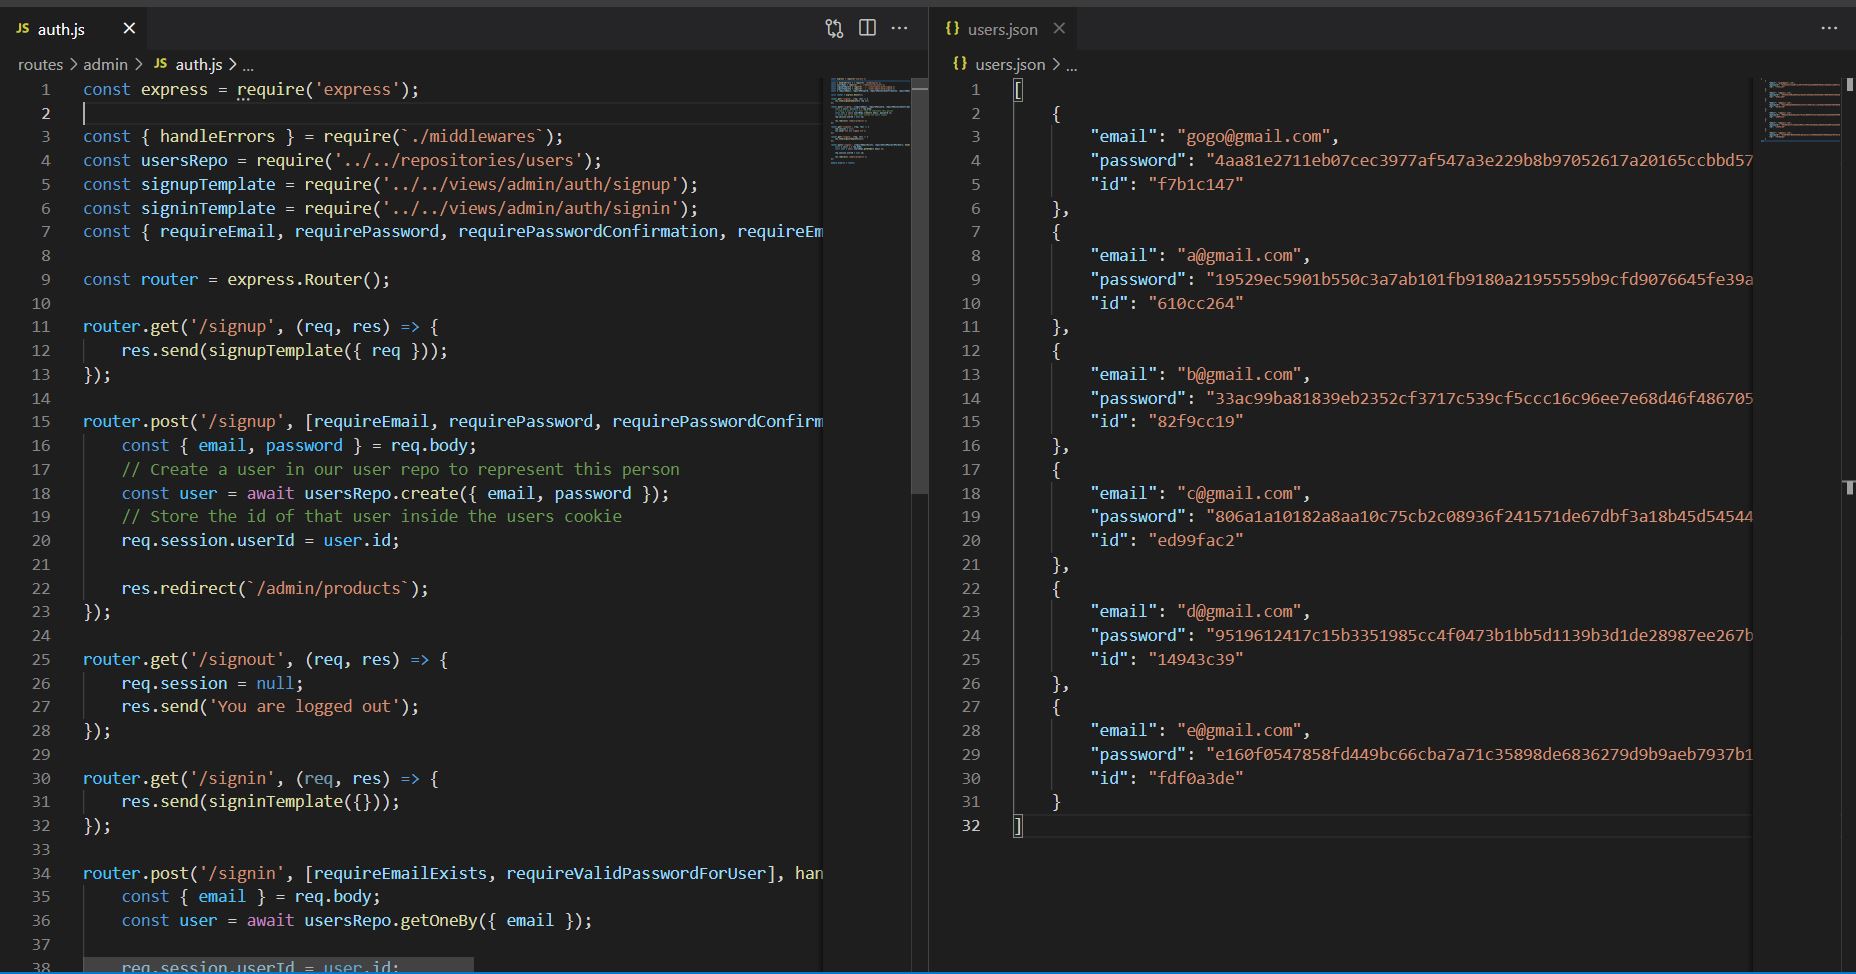 JS auth.js
routes > admin > JS auth.js > ...
1 const express = require('express');
2
3 const { handleErrors } = require(`./middlewares`);
4 const usersRepo = require('../../repositories/users');
5 const signupTemplate = require('../../views/admin/auth/signup');
6 const signinTemplate = require('../../views/admin/auth/signin');
7 const { requireEmail, requirePassword, requirePasswordConfirmation, requireEm
8
9 const router = express.Router();
10
11 router.get('/signup', (req, res) => {
12 res.send(signupTemplate({ req }));
13 });
14
15 router.post('/signup', [requireEmail, requirePassword, requirePasswordConfirm
16 const { email, password } = req.body;
17 // Create a user in our user repo to represent this person
18 const user = await usersRepo.create({ email, password });
19 // Store the id of that user inside the users cookie
20 req.session.userId = user.id;
21
22 res.redirect(`/admin/products`);
23 });
24
25 router.get('/signout', (req, res) => {
26 req.session = null;
27 res.send('You are logged out');
28 });
29
30 router.get('/signin', (req, res) => {
31 res.send(signinTemplate({}));
32 });
33
34 router.post('/signin', [requireEmailExists, requireValidPasswordForUser], han
35 const { email } = req.body;
36 const user = await usersRepo.getOneBy({ email });
37
38 req.session.userId = user.id;
{} users.json
{} users.json > ...
1 [
2 {
3 "email": "gogo@gmail.com",
4 "password": "4aa81e2711eb07cec3977af547a3e229b8b97052617a20165ccbbd57
5 "id": "f7b1c147"
6 },
7 {
8 "email": "a@gmail.com",
9 "password": "19529ec5901b550c3a7ab101fb9180a21955559b9cfd9076645fe39a
10 "id": "610cc264"
11 },
12 {
13 "email": "b@gmail.com",
14 "password": "33ac99ba81839eb2352cf3717c539cf5ccc16c96ee7e68d46f486705
15 "id": "82f9cc19"
16 },
17 {
18 "email": "c@gmail.com",
19 "password": "806a1a10182a8aa10c75cb2c08936f241571de67dbf3a18b45d54544
20 "id": "ed99fac2"
21 },
22 {
23 "email": "d@gmail.com",
24 "password": "9519612417c15b3351985cc4f0473b1bb5d1139b3d1de28987ee267b
25 "id": "14943c39"
26 },
27 {
28 "email": "e@gmail.com",
29 "password": "e160f0547858fd449bc66cba7a71c35898de6836279d9b9aeb7937b1
30 "id": "fdf0a3de"
31 }
32 ]